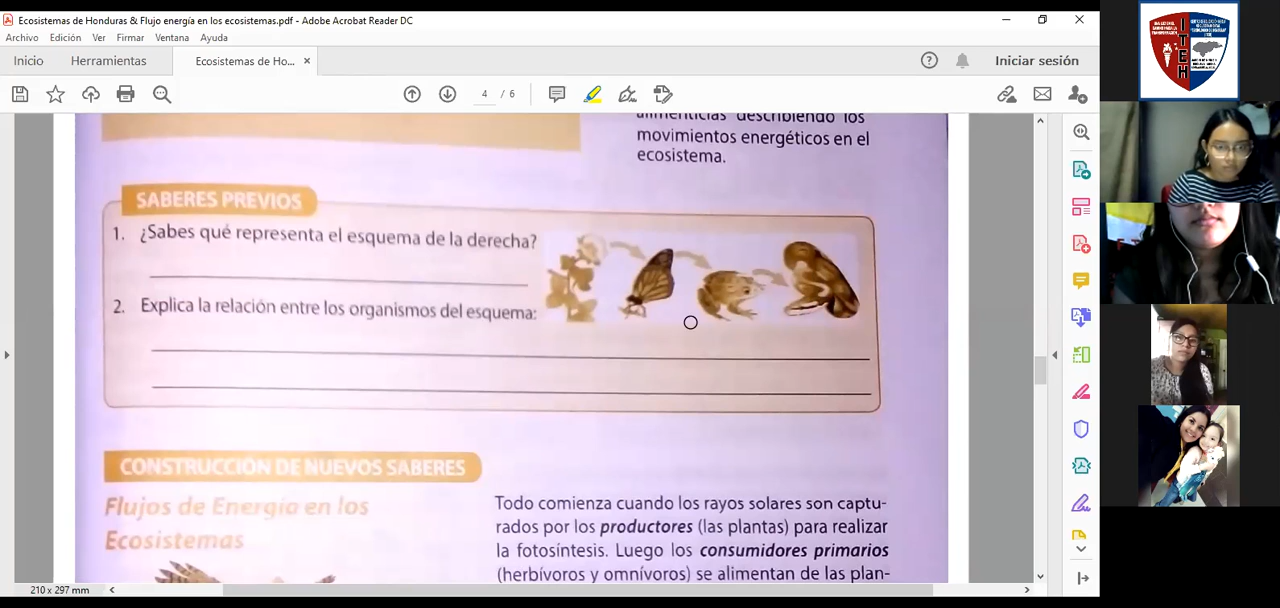 Ecosistemas de Honduras & Flujo energía en los ecosistemas.pdf - Adobe Acrobat Reader DC
Archivo Edición Ver Firmar Ventana Ayuda
Inicio Herramientas Ecosistemas de Ho... × Iniciar sesión
4 / 6
alimenticias describiendo los
movimientos energéticos en el
ecosistema.
SABERES PREVIOS
1. ¿Sabes qué representa el esquema de la derecha?
2. Explica la relación entre los organismos del esquema:
CONSTRUCCIÓN DE NUEVOS SABERES
Flujos de Energía en los
Ecosistemas
Todo comienza cuando los rayos solares son captu-
rados por los productores (las plantas) para realizar
la fotosíntesis. Luego los consumidores primarios
(herbívoros y omnívoros) se alimentan de las plan-
210 x 297 mm
ITEH